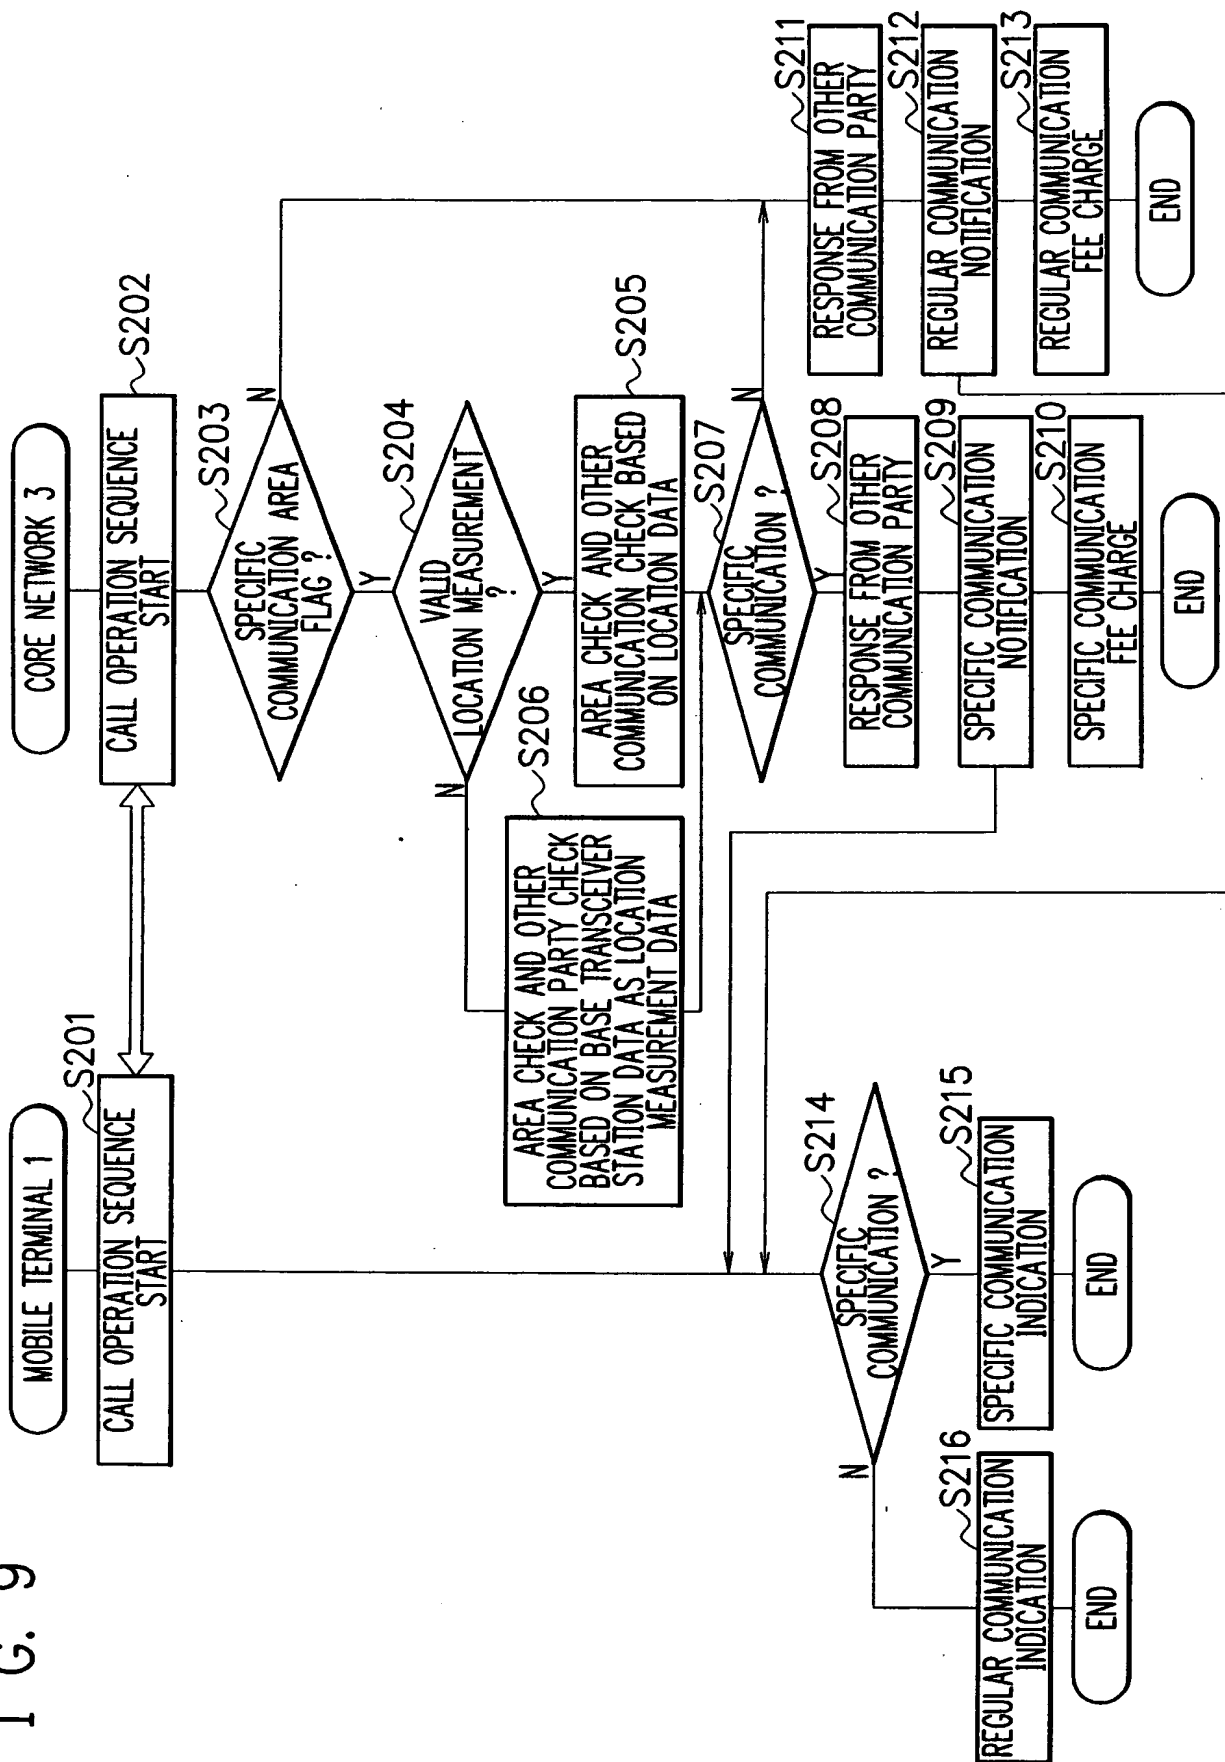 I G. 9
MOBILE TERMINAL 1
S201
CALL OPERATION SEQUENCE
START
CORE NETWORK 3
S202
CALL OPERATION SEQUENCE
START
S203
SPECIFIC
COMMUNICATION AREA
FLAG ?
N
Y
S204
VALID
LOCATION MEASUREMENT
?
N
Y
S205
AREA CHECK AND OTHER
COMMUNICATION CHECK BASED
ON LOCATION DATA
S206
AREA CHECK AND OTHER
COMMUNICATION PARTY CHECK
BASED ON BASE TRANSCEIVER
STATION DATA AS LOCATION
MEASUREMENT DATA
S207
SPECIFIC
COMMUNICATION ?
N
Y
S208
RESPONSE FROM OTHER
COMMUNICATION PARTY
S209
SPECIFIC COMMUNICATION
NOTIFICATION
S210
SPECIFIC COMMUNICATION
FEE CHARGE
END
S211
RESPONSE FROM OTHER
COMMUNICATION PARTY
S212
REGULAR COMMUNICATION
NOTIFICATION
S213
REGULAR COMMUNICATION
FEE CHARGE
END
S214
SPECIFIC
COMMUNICATION ?
N
Y
S215
SPECIFIC COMMUNICATION
INDICATION
END
S216
REGULAR COMMUNICATION
INDICATION
END